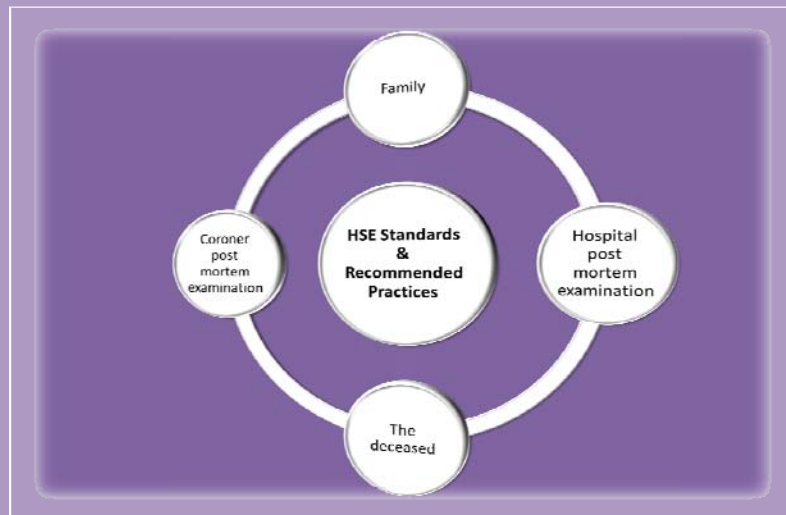 Family
HSE Standards
&
Recommended
Practices
Coroner
post
mortem
examination
Hospital
post
mortem
examination
The
deceased